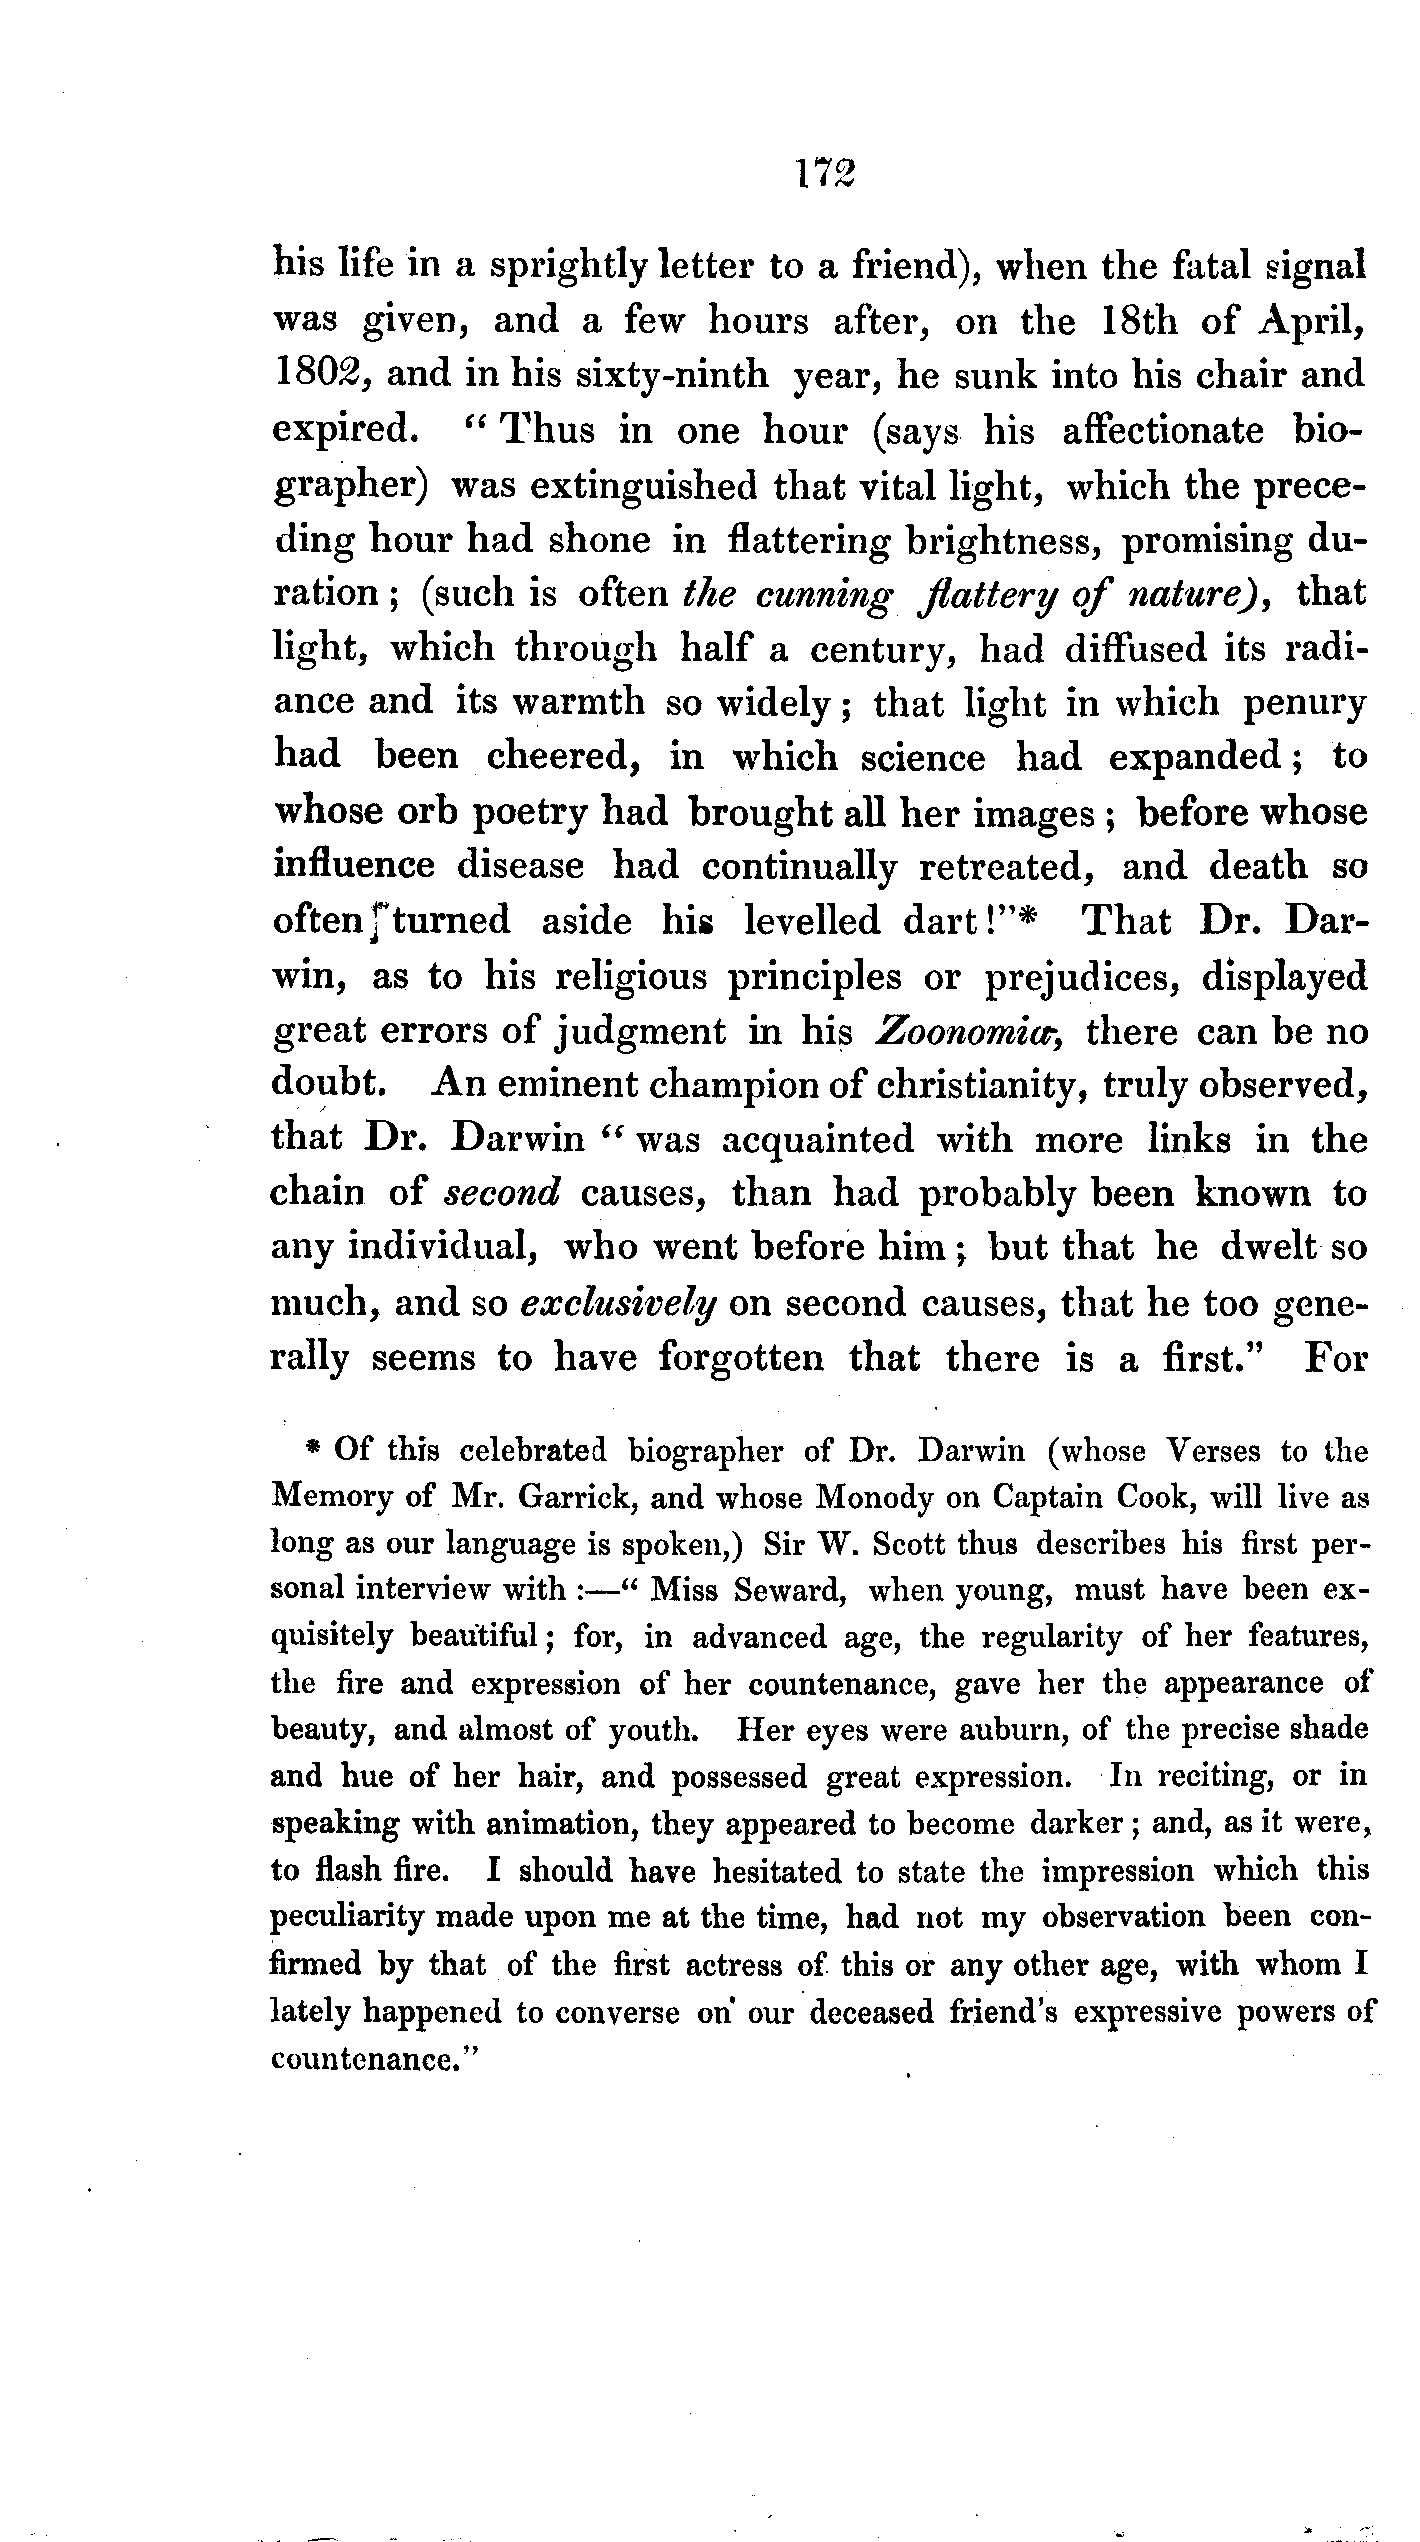 172
his life in a sprightly letter to a friend), when the fatal signal
was given, and a few hours after, on the 18th of April,
1802, and in his sixty-ninth year, he sunk into his chair and
expired. “ Thus in one hour (says his affectionate bio-
grapher) was extinguished that vital light, which the prece-
ding hour had shone in flattering brightness, promising du-
ration ; (such is often the cunning flattery of nature), that
light, which through half a century, had diffused its radi-
ance and its warmth so widely ; that light in which penury
had been cheered, in which science had expanded ; to
whose orb poetry had brought all her images ; before whose
influence disease had continually retreated, and death so
often turned aside his levelled dart !”* That Dr. Dar-
win, as to his religious principles or prejudices, displayed
great errors of judgment in his Zoonomia, there can be no
doubt. An eminent champion of christianity, truly observed,
that Dr. Darwin “ was acquainted with more links in the
chain of second causes, than had probably been known to
any individual, who went before him ; but that he dwelt so
much, and so exclusively on second causes, that he too gene-
rally seems to have forgotten that there is a first.” For
* Of this celebrated biographer of Dr. Darwin (whose Verses to the
Memory of Mr. Garrick, and whose Monody on Captain Cook, will live as
long as our language is spoken,) Sir W. Scott thus describes his first per-
sonal interview with :—“ Miss Seward, when young, must have been ex-
quisitely beautiful ; for, in advanced age, the regularity of her features,
the fire and expression of her countenance, gave her the appearance of
beauty, and almost of youth. Her eyes were auburn, of the precise shade
and hue of her hair, and possessed great expression. In reciting, or in
speaking with animation, they appeared to become darker ; and, as it were,
to flash fire. I should have hesitated to state the impression which this
peculiarity made upon me at the time, had not my observation been con-
firmed by that of the first actress of this or any other age, with whom I
lately happened to converse on our deceased friend’s expressive powers of
countenance.”